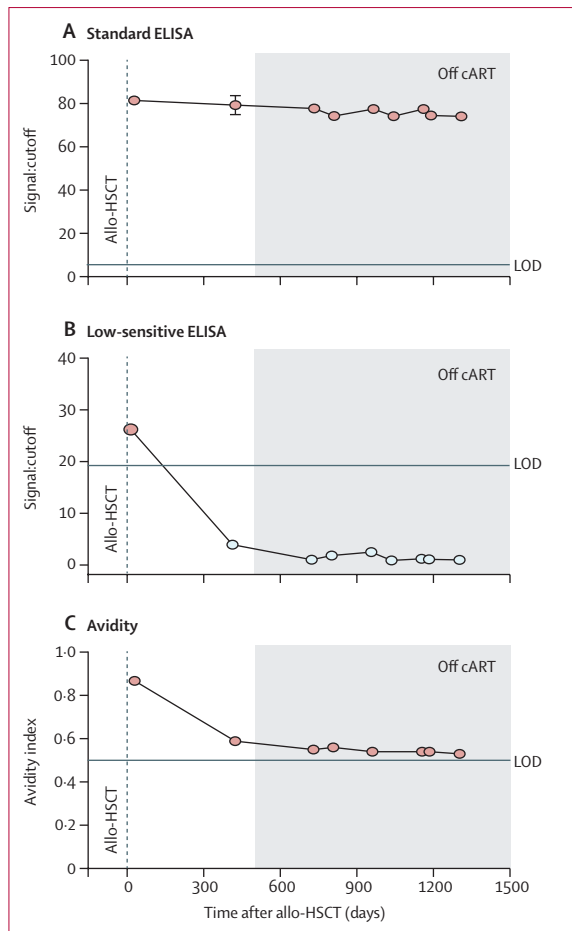 A Standard ELISA
100
80
60
40
20
0
Signal:cutoff
Allo-HSCT
Off cART
LOD
B Low-sensitive ELISA
40
30
20
10
0
Signal:cutoff
Allo-HSCT
Off cART
LOD
C Avidity
1·0
0·8
0·6
0·4
0·2
0
Avidity index
Allo-HSCT
Off cART
LOD
0 300 600 900 1200 1500
Time after allo-HSCT (days)